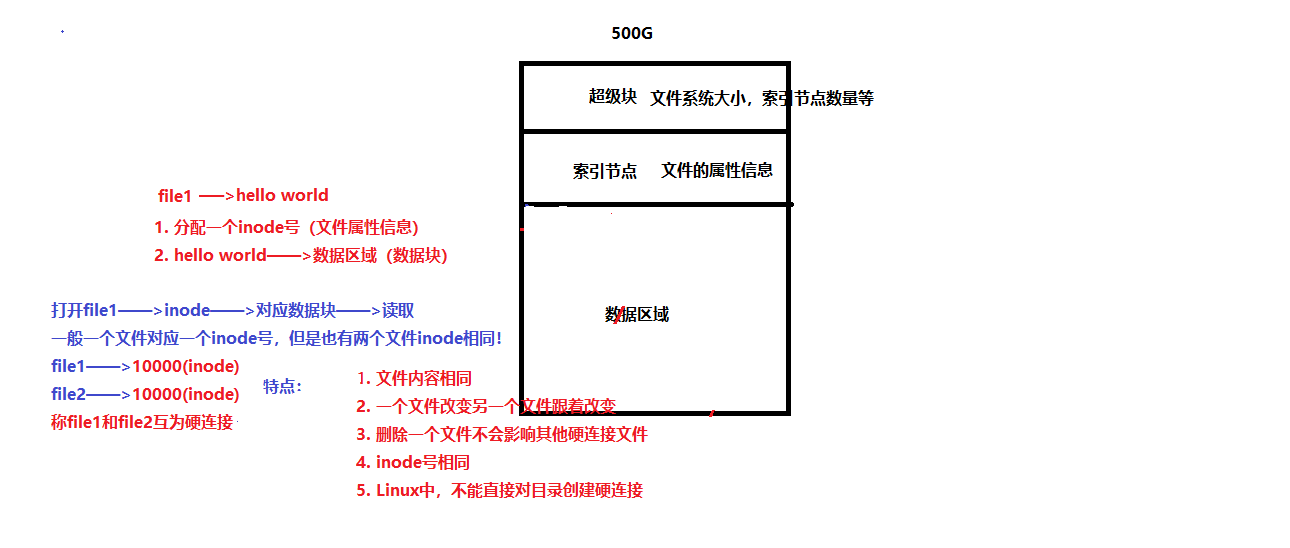 500G
超级块 文件系统大小，索引节点数量等
索引节点 文件的属性信息
数据区域
file1 ——>hello world
1. 分配一个inode号（文件属性信息）
2. hello world——>数据区域（数据块）
打开file1——>inode——>对应数据块——>读取
一般一个文件对应一个inode号，但是也有两个文件inode相同！
file1——>10000(inode)
file2——>10000(inode)
称file1和file2互为硬连接
特点：
1. 文件内容相同
2. 一个文件改变另一个文件跟着改变
3. 删除一个文件不会影响其他硬连接文件
4. inode号相同
5. Linux中，不能直接对目录创建硬连接